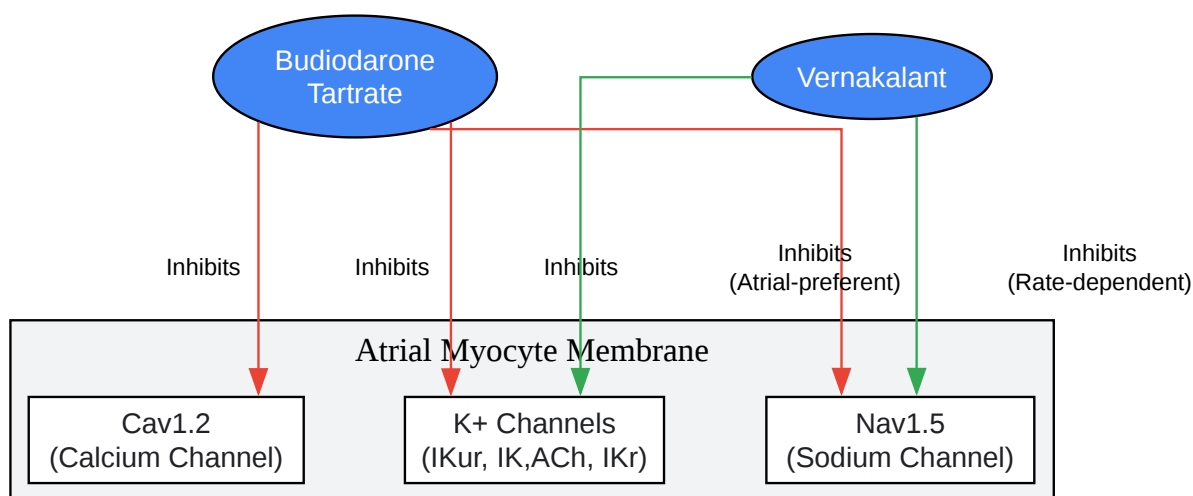 Budiodarone
Tartrate
Vernakalant
Inhibits
Inhibits
Inhibits
Inhibits
(Atrial-preferent)
Inhibits
(Rate-dependent)
Atrial Myocyte Membrane
Cav1.2
(Calcium Channel)
K+ Channels
(IKur, IK,ACh, IKr)
Nav1.5
(Sodium Channel)